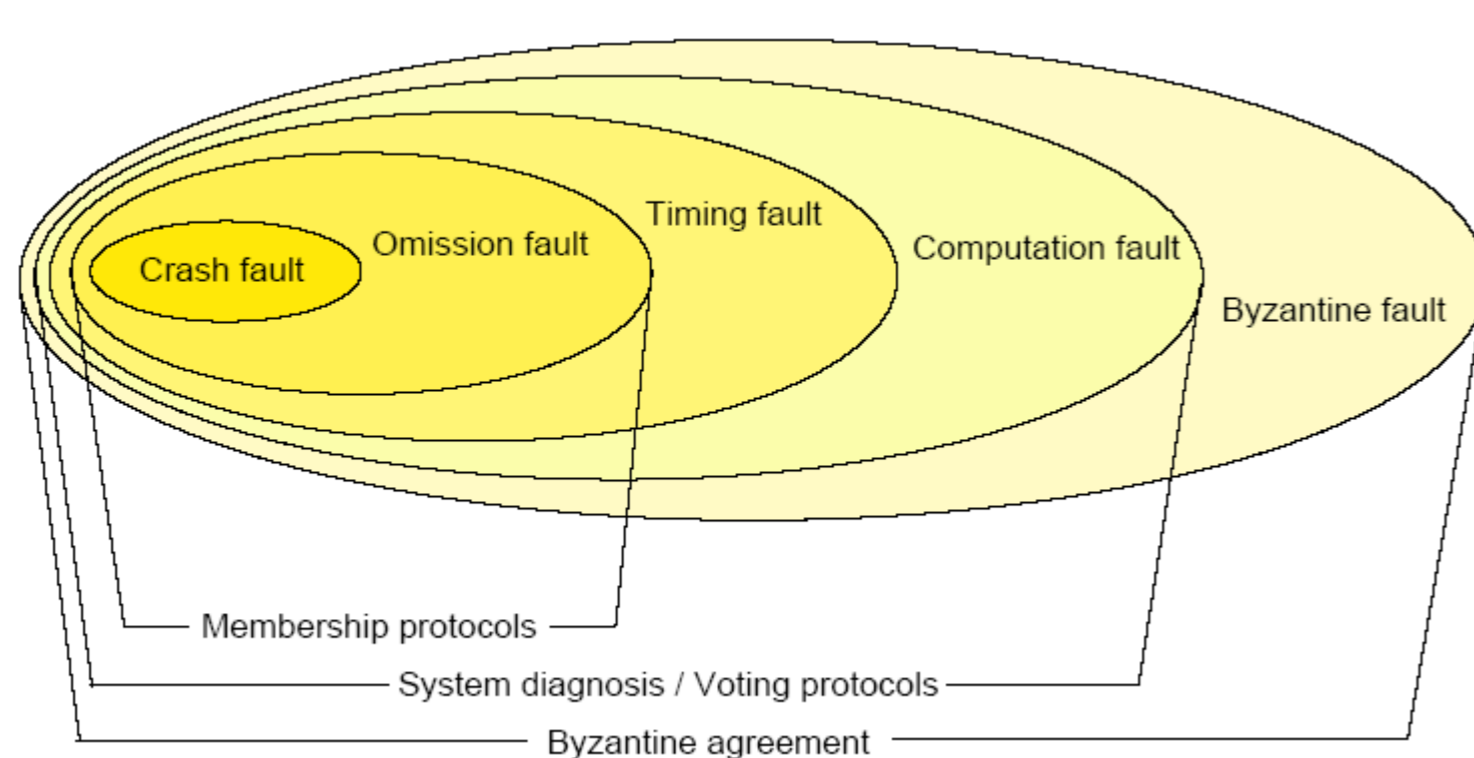 Timing fault
Omission fault
Computation fault
Crash fault
Byzantine fault
Membership protocols
System diagnosis / Voting protocols
Byzantine agreement